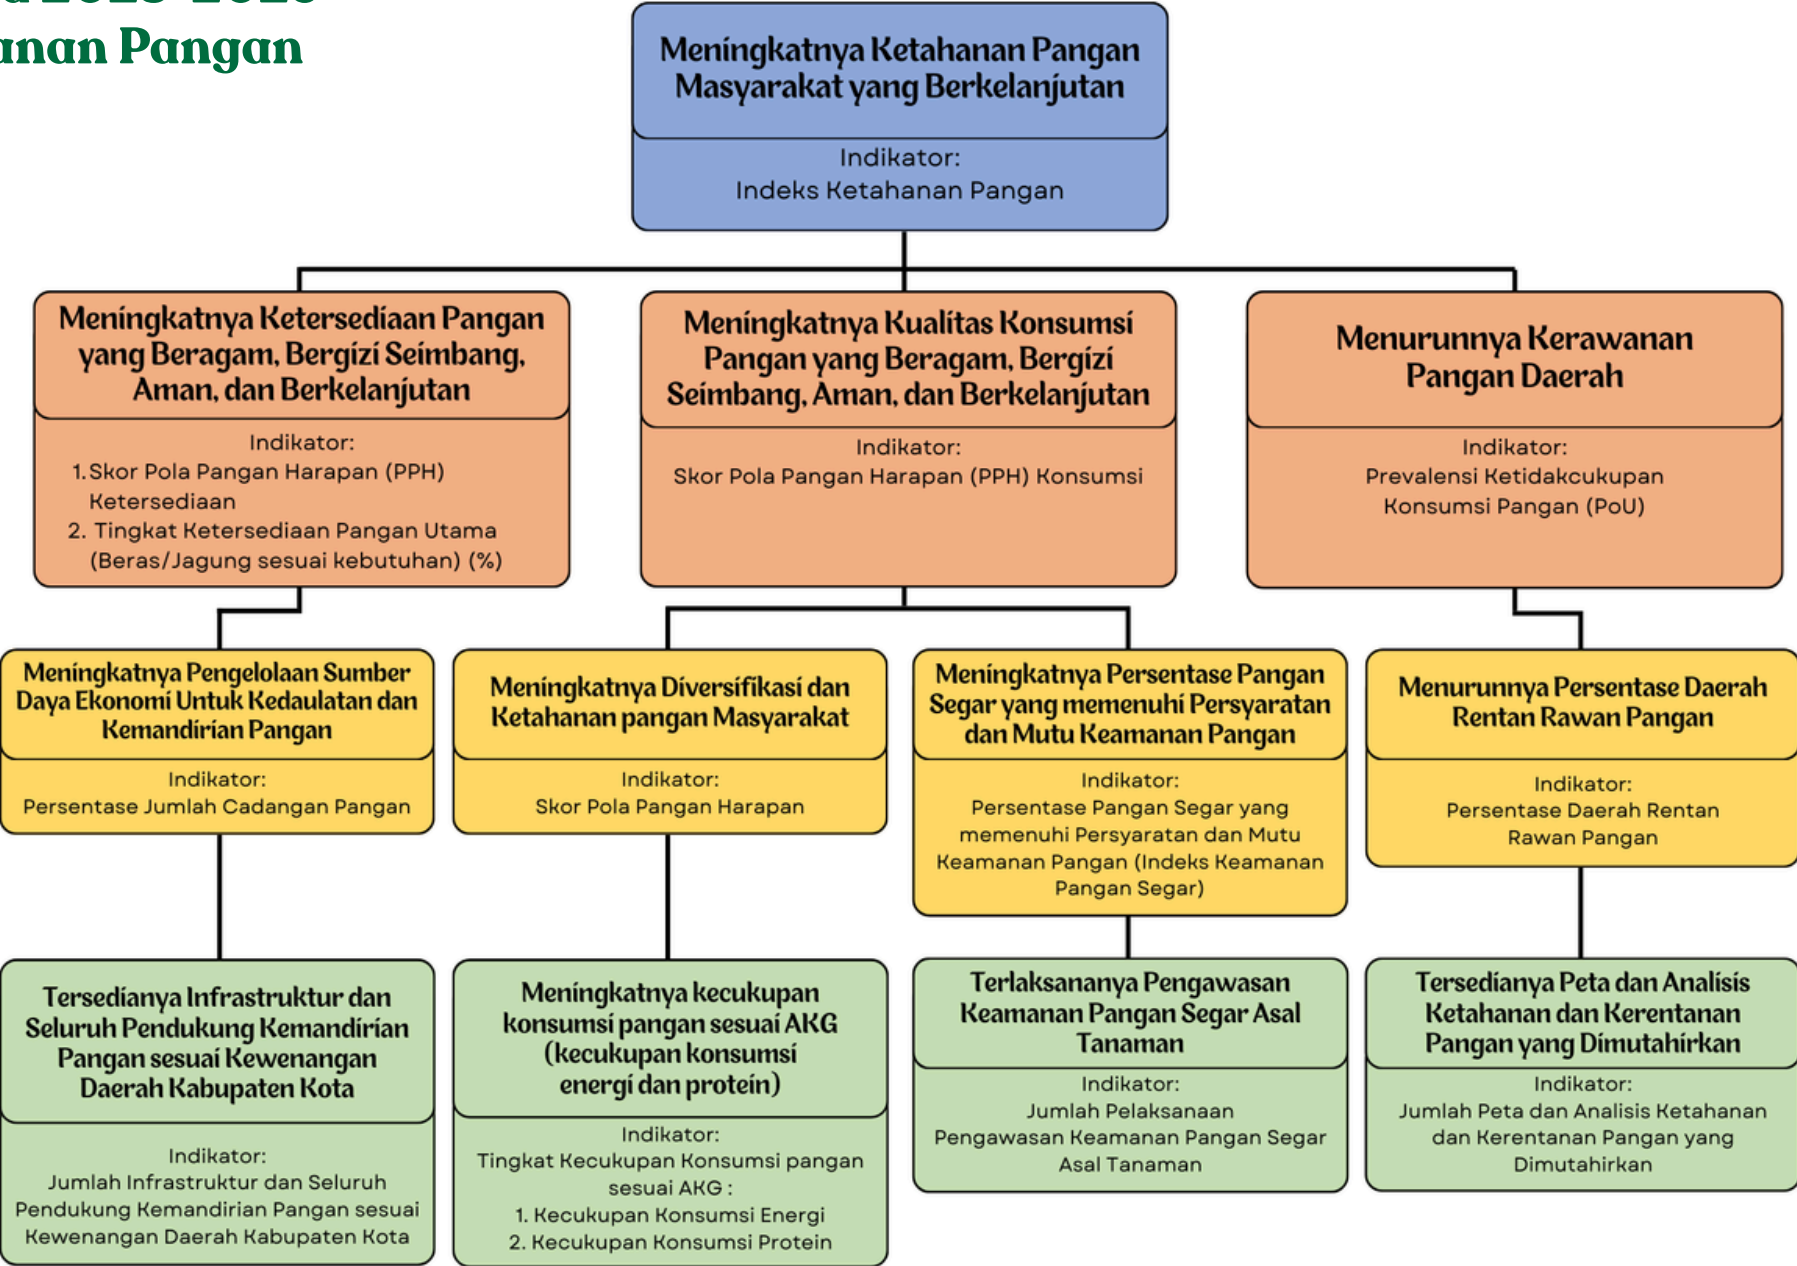 Pangan
Meningkatnya Ketahanan Pangan
Masyarakat yang Berkelanjutan
Indikator:
Indeks Ketahanan Pangan
Meningkatnya Ketersediaan Pangan
yang Beragam, Bergizi Seimbang,
Aman, dan Berkelanjutan
Indikator:
1. Skor Pola Pangan Harapan (PPH)
Ketersediaan
2. Tingkat Ketersediaan Pangan Utama
(Beras/Jagung sesuai kebutuhan) (%)
Meningkatnya Kualitas Konsumsi
Pangan yang Beragam, Bergizi
Seimbang, Aman, dan Berkelanjutan
Indikator:
Skor Pola Pangan Harapan (PPH) Konsumsi
Menurunnya Kerawanan
Pangan Daerah
Indikator:
Prevalensi Ketidakcukupan
Konsumsi Pangan (PoU)
Meningkatnya Pengelolaan Sumber
Daya Ekonomi Untuk Kedaulatan dan
Kemandirian Pangan
Indikator:
Persentase Jumlah Cadangan Pangan
Meningkatnya Diversifikasi dan
Ketahanan pangan Masyarakat
Indikator:
Skor Pola Pangan Harapan
Meningkatnya Persentase Pangan
Segar yang memenuhi Persyaratan
dan Mutu Keamanan Pangan
Indikator:
Persentase Pangan Segar yang
memenuhi Persyaratan dan Mutu
Keamanan Pangan (Indeks Keamanan
Pangan Segar)
Menurunnya Persentase Daerah
Rentan Rawan Pangan
Indikator:
Persentase Daerah Rentan
Rawan Pangan
Tersedianya Infrastruktur dan
Seluruh Pendukung Kemandirian
Pangan sesuai Kewenangan
Daerah Kabupaten Kota
Indikator:
Jumlah Infrastruktur dan Seluruh
Pendukung Kemandirian Pangan sesuai
Kewenangan Daerah Kabupaten Kota
Meningkatnya kecukupan
konsumsi pangan sesuai AKG
(kecukupan konsumsi
energi dan protein)
Indikator:
Tingkat Kecukupan Konsumsi pangan
sesuai AKG :
1. Kecukupan Konsumsi Energi
2. Kecukupan Konsumsi Protein
Terlaksananya Pengawasan
Keamanan Pangan Segar Asal
Tanaman
Indikator:
Jumlah Pelaksanaan
Pengawasan Keamanan Pangan Segar
Asal Tanaman
Tersedianya Peta dan Analisis
Ketahanan dan Kerentanan
Pangan yang Dimutahirkan
Indikator:
Jumlah Peta dan Analisis Ketahanan
dan Kerentanan Pangan yang
Dimutahirkan